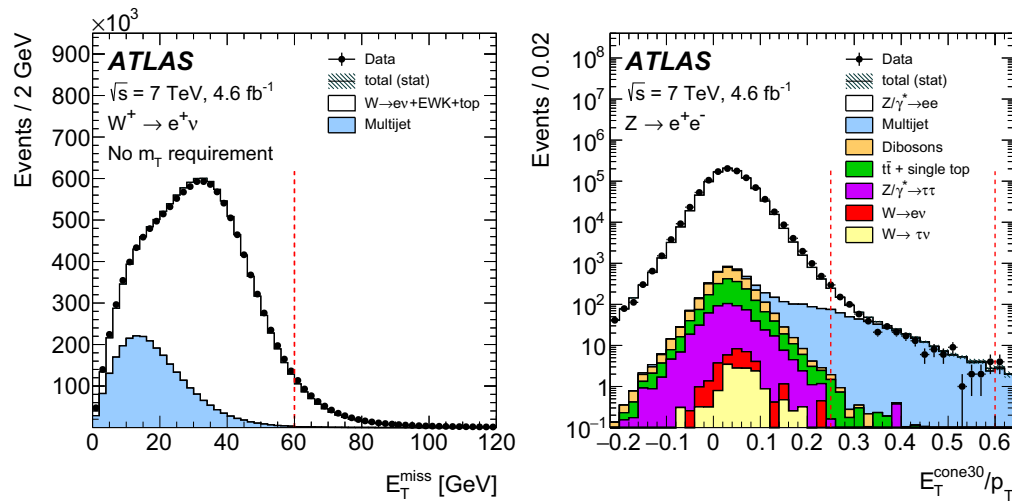 ×10³
Events / 2 GeV
900
800
700
600
500
400
300
200
100
ATLAS
√s = 7 TeV, 4.6 fb⁻¹
W⁺ → e⁺ν
No m_T requirement
Data
total (stat)
W→eν+EWK+top
Multijet
0 20 40 60 80 100 120
E_T^miss [GeV]
Events / 0.02
10⁸
10⁷
10⁶
10⁵
10⁴
10³
10²
10
1
10⁻¹
ATLAS
√s = 7 TeV, 4.6 fb⁻¹
Z → e⁺e⁻
Data
total (stat)
Z/γ*→ee
Multijet
Dibosons
tt̄ + single top
Z/γ*→ττ
W→eν
W→ τν
−0.2 −0.1 0 0.1 0.2 0.3 0.4 0.5 0.6
E_T^cone30/p_T